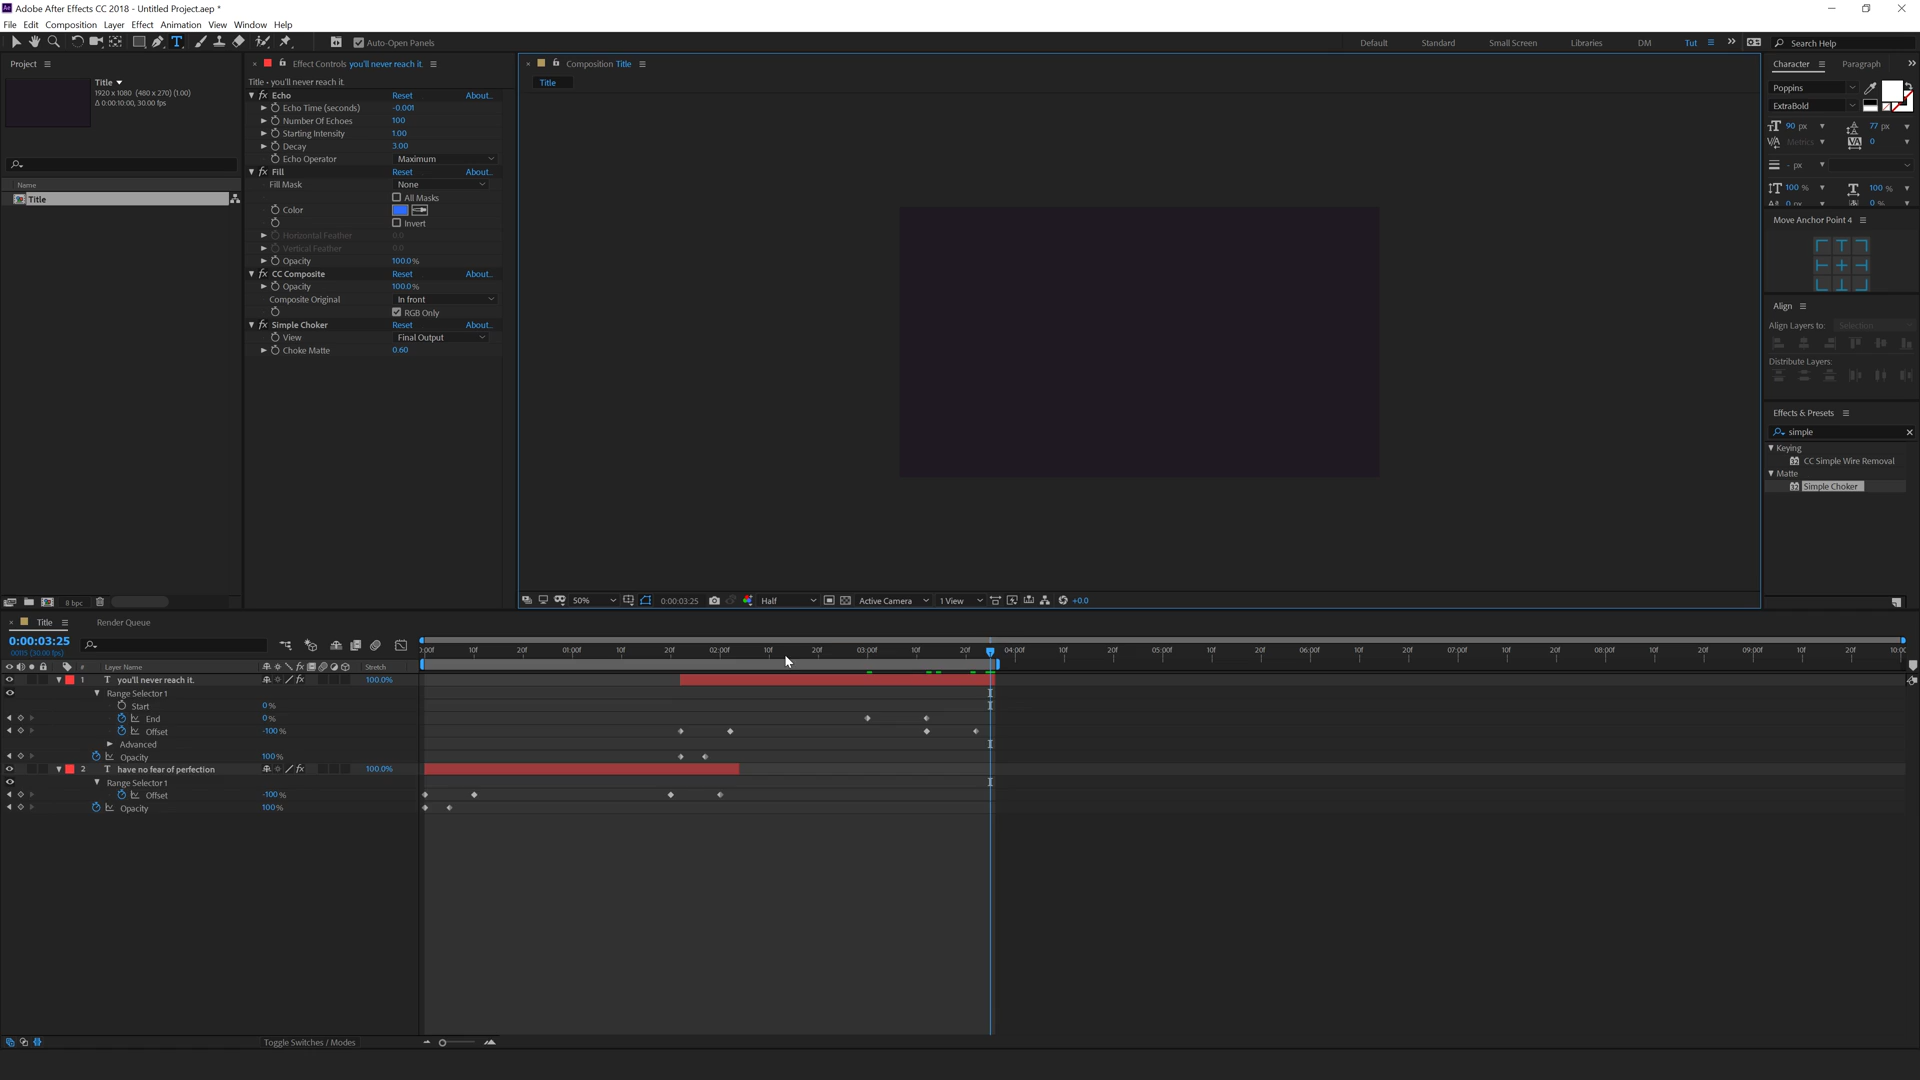 Adobe After Effects CC 2018 - Untitled Project.aep *
File Edit Composition Layer Effect Animation View Window Help
Auto-Open Panels
Default Standard Small Screen Libraries DM Tut Search Help
Project
Title
1920 x 1080 (480 x 270) (1.00)
Δ 0:00:10:00, 30.00 fps
Name
Title
8 bpc
Effect Controls you'll never reach it.
Title • you'll never reach it.
fx Echo Reset About...
Echo Time (seconds) -0.001
Number Of Echoes 100
Starting Intensity 1.00
Decay 3.00
Echo Operator Maximum
fx Fill Reset About...
Fill Mask None
All Masks
Color
Invert
Horizontal Feather 0.0
Vertical Feather 0.0
Opacity 100.0%
fx CC Composite Reset About...
Opacity 100.0%
Composite Original In front
RGB Only
fx Simple Choker Reset About...
View Final Output
Choke Matte 0.60
Composition Title
Title
50% 0:00:03:25 Half Active Camera 1 View +0.0
Character Paragraph
Poppins
ExtraBold
90 px 77 px
Metrics 0
- px
100 % 100 %
0 px 0 %
Move Anchor Point 4
Align
Align Layers to: Selection
Distribute Layers:
Effects & Presets
simple
Keying
CC Simple Wire Removal
Matte
Simple Choker
Title Render Queue
0:00:03:25
00115 (30.00 fps)
# Layer Name fx Stretch
:00f 10f 20f 01:00f 10f 20f 02:00f 10f 20f 03:00f 10f 20f 04:00f 10f 20f 05:00f 10f 20f 06:00f 10f 20f 07:00f 10f 20f 08:00f 10f 20f 09:00f 10f 20f 10:00
1 T you'll never reach it. fx 100.0%
Range Selector 1
Start 0 %
End 0 %
Offset -100 %
Advanced
Opacity 100 %
2 T have no fear of perfection fx 100.0%
Range Selector 1
Offset -100 %
Opacity 100 %
Toggle Switches / Modes